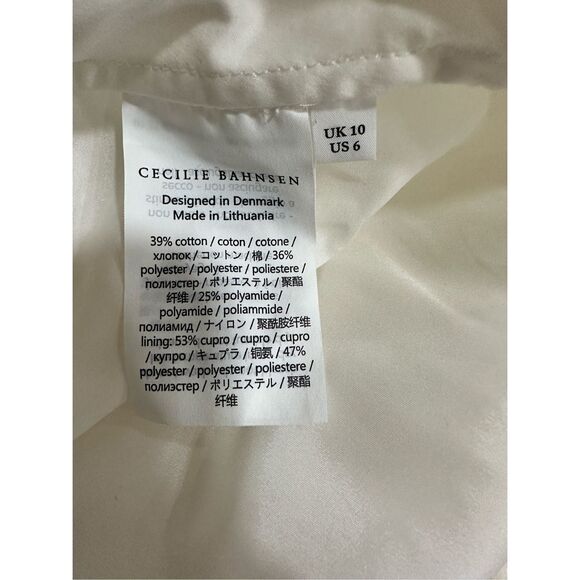 UK 10
US 6
CECILIE BAHNSEN
Designed in Denmark
Made in Lithuania
39% cotton / coton / cotone /
хлопок / コットン / 棉 / 36%
polyester / polyester / poliestere /
полиэстер / ポリエステル / 聚酯
纤维 / 25% polyamide /
polyamide / poliammide /
полиамид / ナイロン / 聚酰胺纤维
lining: 53% cupro / cupro / cupro
/ купро / キュプラ / 铜氨 / 47%
polyester / polyester / poliestere /
полиэстер / ポリエステル / 聚酯
纤维